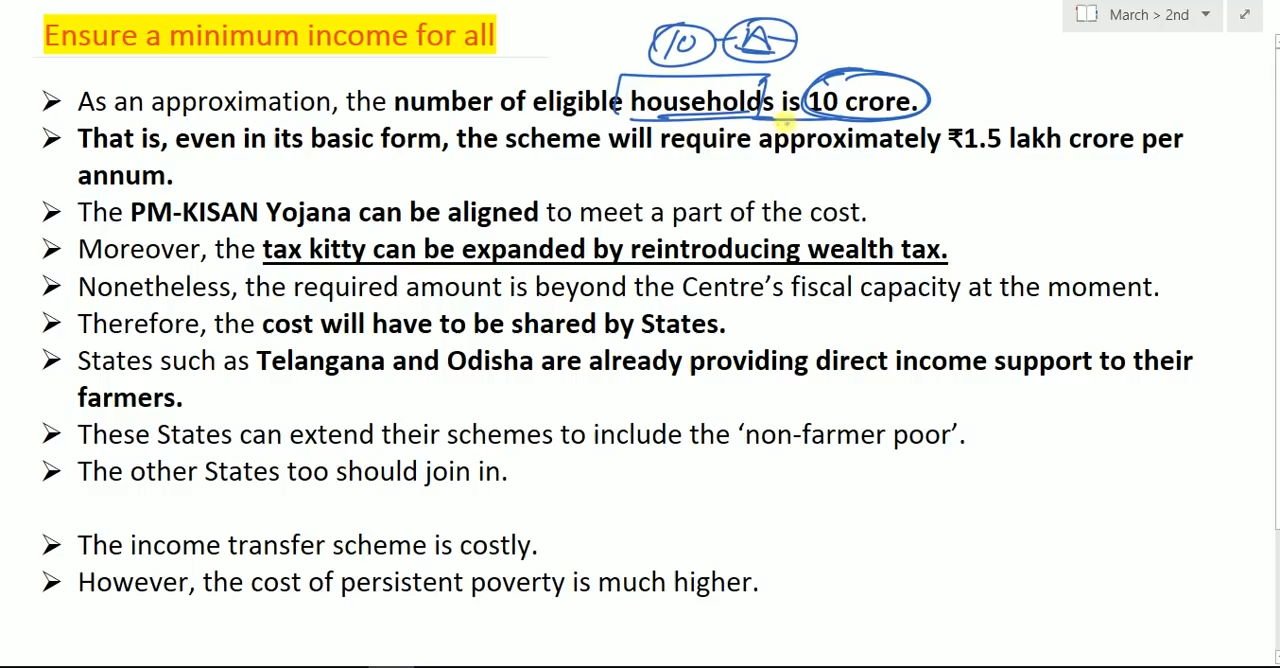 March > 2nd
Ensure a minimum income for all
10
➢ As an approximation, the number of eligible households is 10 crore.
➢ That is, even in its basic form, the scheme will require approximately ₹1.5 lakh crore per
annum.
➢ The PM-KISAN Yojana can be aligned to meet a part of the cost.
➢ Moreover, the tax kitty can be expanded by reintroducing wealth tax.
➢ Nonetheless, the required amount is beyond the Centre’s fiscal capacity at the moment.
➢ Therefore, the cost will have to be shared by States.
➢ States such as Telangana and Odisha are already providing direct income support to their
farmers.
➢ These States can extend their schemes to include the ‘non-farmer poor’.
➢ The other States too should join in.
➢ The income transfer scheme is costly.
➢ However, the cost of persistent poverty is much higher.